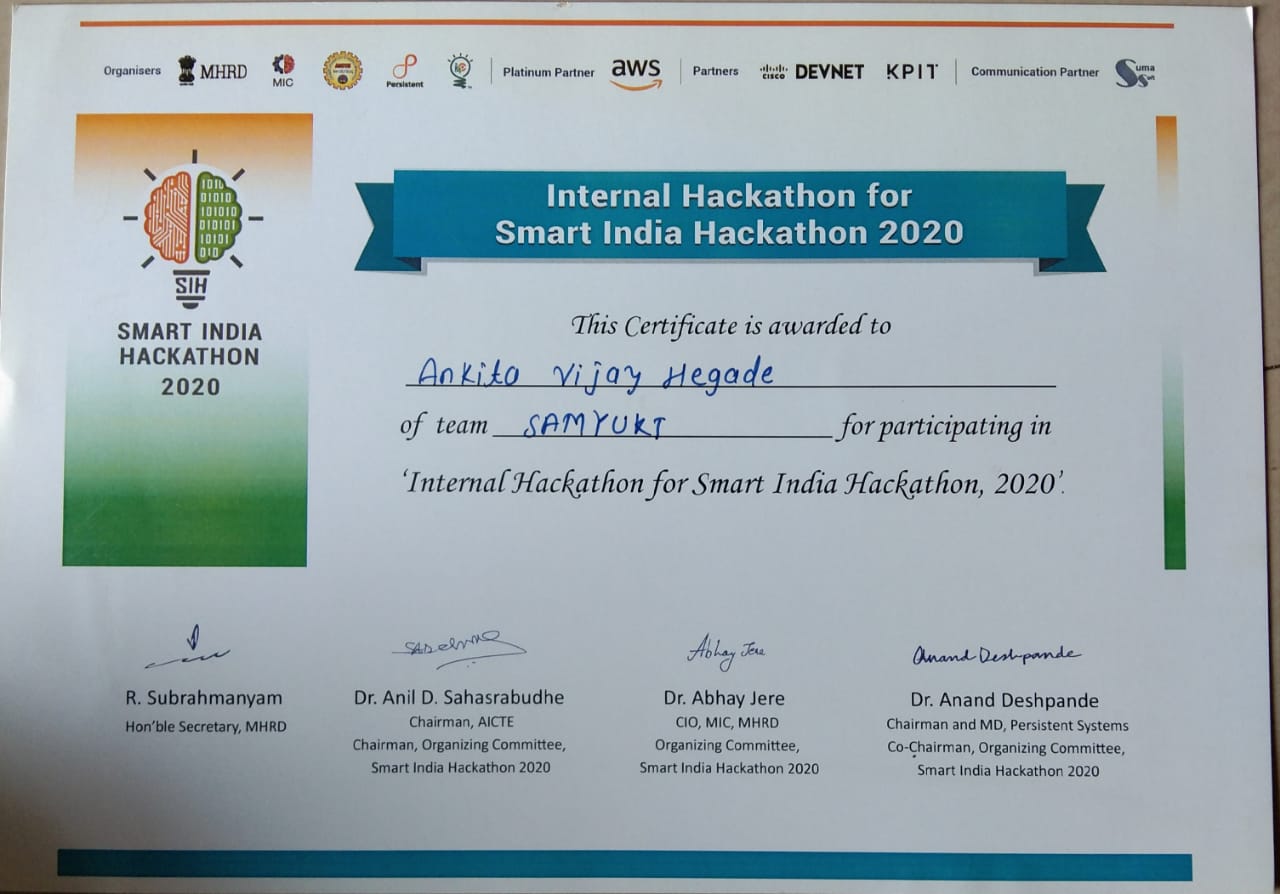 Organisers MHRD MIC Persistent Platinum Partner aws Partners CISCO DEVNET KPIT Communication Partner Suma Soft
SIH
SMART INDIA
HACKATHON
2020
Internal Hackathon for
Smart India Hackathon 2020
This Certificate is awarded to
Ankita Vijay Hegade
of team SAMYUKT for participating in
‘Internal Hackathon for Smart India Hackathon, 2020’.
Abhay Jere
Anand Deshpande
R. Subrahmanyam
Hon’ble Secretary, MHRD
Dr. Anil D. Sahasrabudhe
Chairman, AICTE
Chairman, Organizing Committee,
Smart India Hackathon 2020
Dr. Abhay Jere
CIO, MIC, MHRD
Organizing Committee,
Smart India Hackathon 2020
Dr. Anand Deshpande
Chairman and MD, Persistent Systems
Co-Chairman, Organizing Committee,
Smart India Hackathon 2020